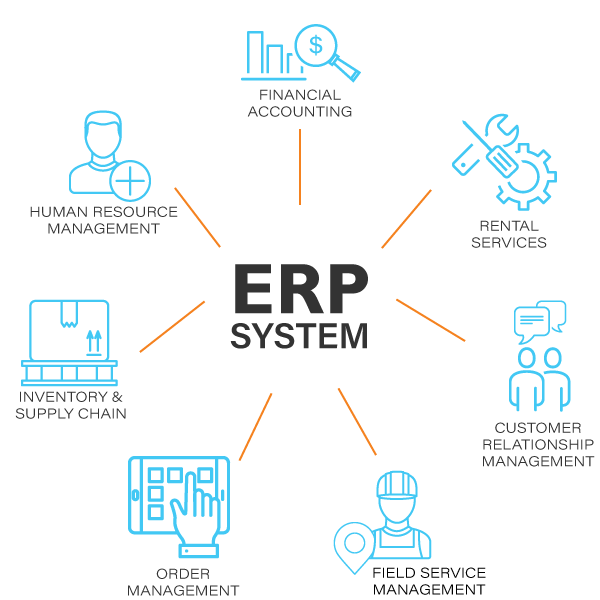 $
FINANCIAL
ACCOUNTING
HUMAN RESOURCE
MANAGEMENT
RENTAL
SERVICES
ERP
SYSTEM
INVENTORY &
SUPPLY CHAIN
CUSTOMER
RELATIONSHIP
MANAGEMENT
ORDER
MANAGEMENT
FIELD SERVICE
MANAGEMENT